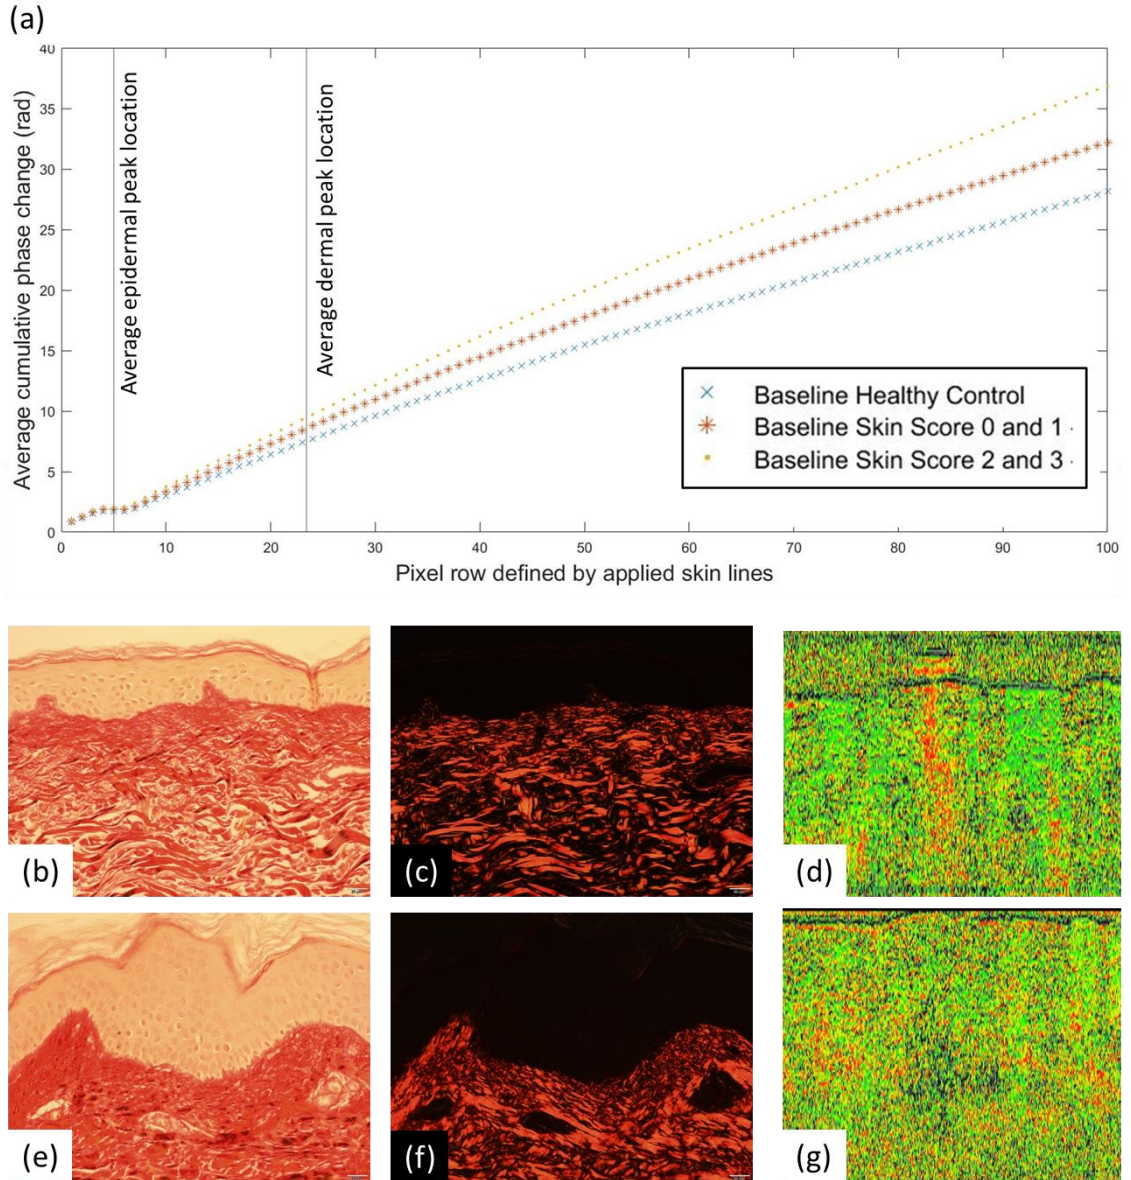 (a)
40
35
30
25
20
15
10
5
0
Average cumulative phase change (rad)
Average epidermal peak location
Average dermal peak location
Baseline Healthy Control
Baseline Skin Score 0 and 1
Baseline Skin Score 2 and 3
0 10 20 30 40 50 60 70 80 90 100
Pixel row defined by applied skin lines
(b) (c) (d)
(e) (f) (g)